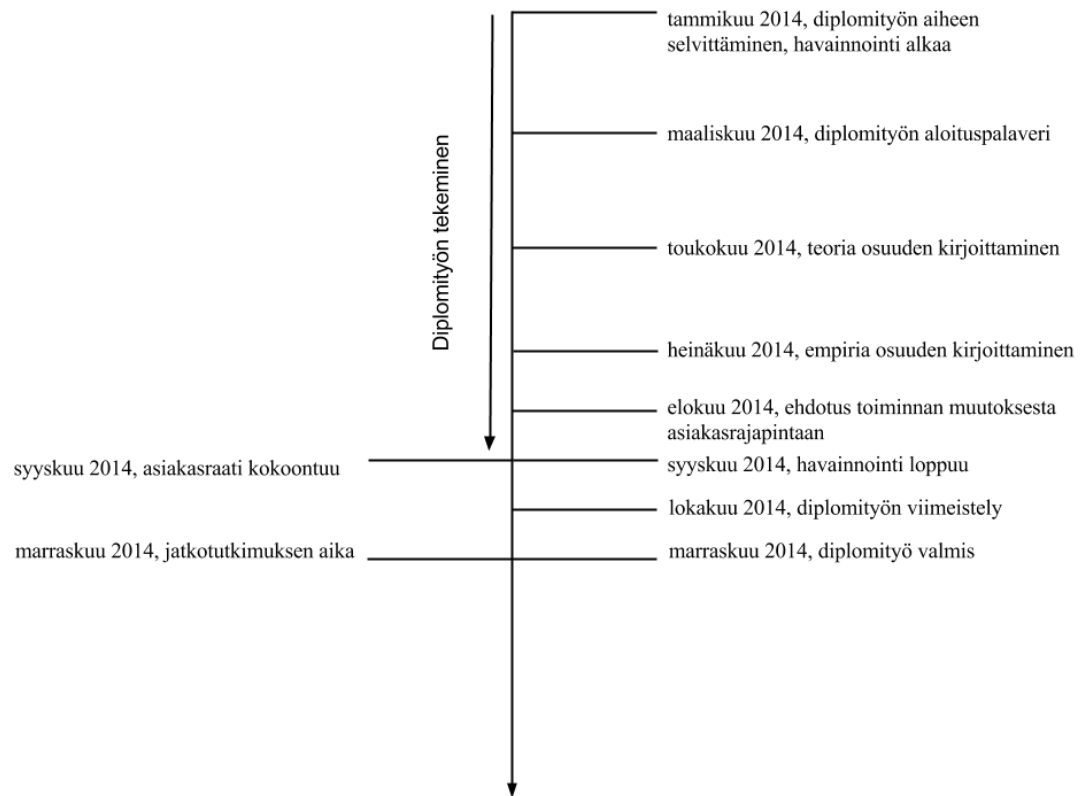 tammikuu 2014, diplomityön aiheen
selvittäminen, havainnointi alkaa
maaliskuu 2014, diplomityön aloituspalaveri
Diplomityön tekeminen
toukokuu 2014, teoria osuuden kirjoittaminen
heinäkuu 2014, empiria osuuden kirjoittaminen
elokuu 2014, ehdotus toiminnan muutoksesta
asiakasrajapintaan
syyskuu 2014, asiakasraati kokoontuu
syyskuu 2014, havainnointi loppuu
lokakuu 2014, diplomityön viimeistely
marraskuu 2014, jatkotutkimuksen aika
marraskuu 2014, diplomityö valmis